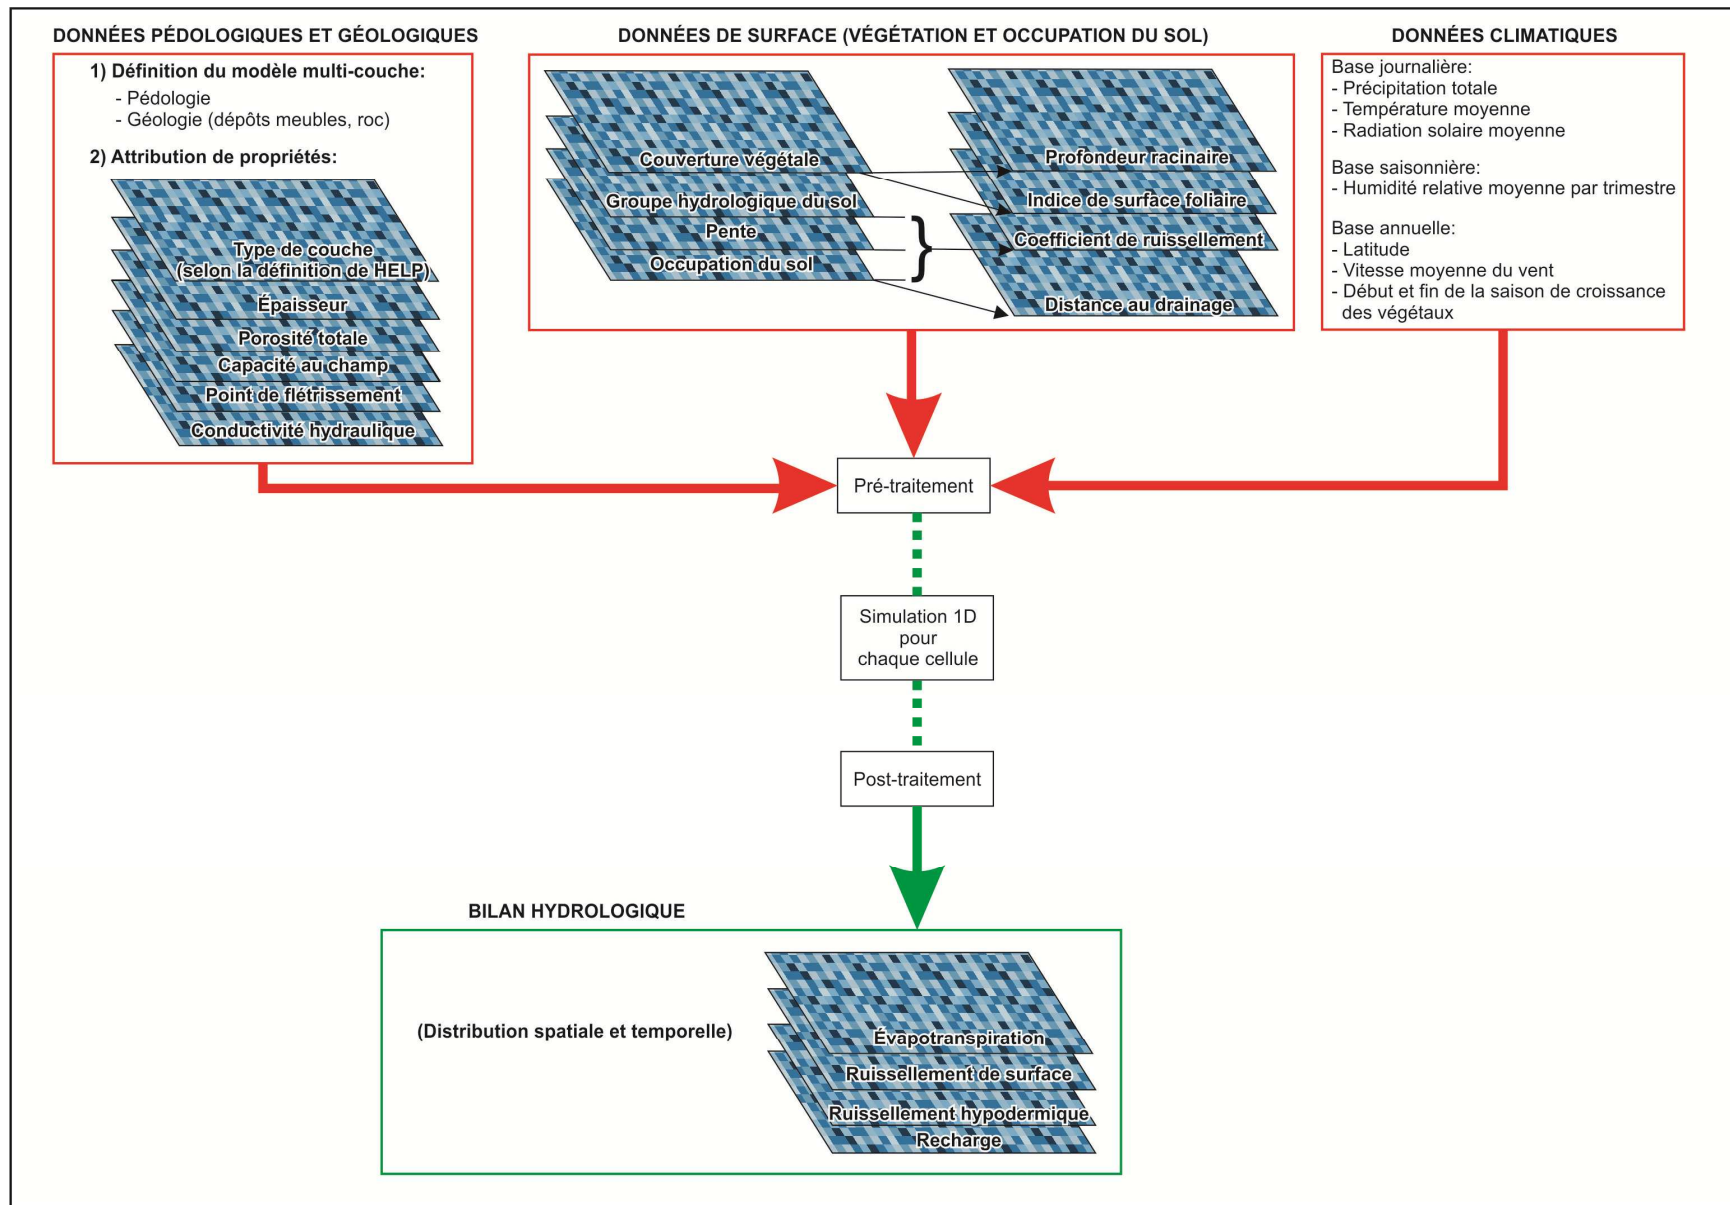 DONNÉES PÉDOLOGIQUES ET GÉOLOGIQUES
1) Définition du modèle multi-couche:
- Pédologie
- Géologie (dépôts meubles, roc)
2) Attribution de propriétés:
Type de couche
(selon la définition de HELP)
Épaisseur
Porosité totale
Capacité au champ
Point de flétrissement
Conductivité hydraulique
DONNÉES DE SURFACE (VÉGÉTATION ET OCCUPATION DU SOL)
Couverture végétale
Groupe hydrologique du sol
Pente
Occupation du sol
}
Profondeur racinaire
Indice de surface foliaire
Coefficient de ruissellement
Distance au drainage
DONNÉES CLIMATIQUES
Base journalière:
- Précipitation totale
- Température moyenne
- Radiation solaire moyenne
Base saisonnière:
- Humidité relative moyenne par trimestre
Base annuelle:
- Latitude
- Vitesse moyenne du vent
- Début et fin de la saison de croissance
des végétaux
Pré-traitement
Simulation 1D
pour
chaque cellule
Post-traitement
BILAN HYDROLOGIQUE
(Distribution spatiale et temporelle)
Évapotranspiration
Ruissellement de surface
Ruissellement hypodermique
Recharge